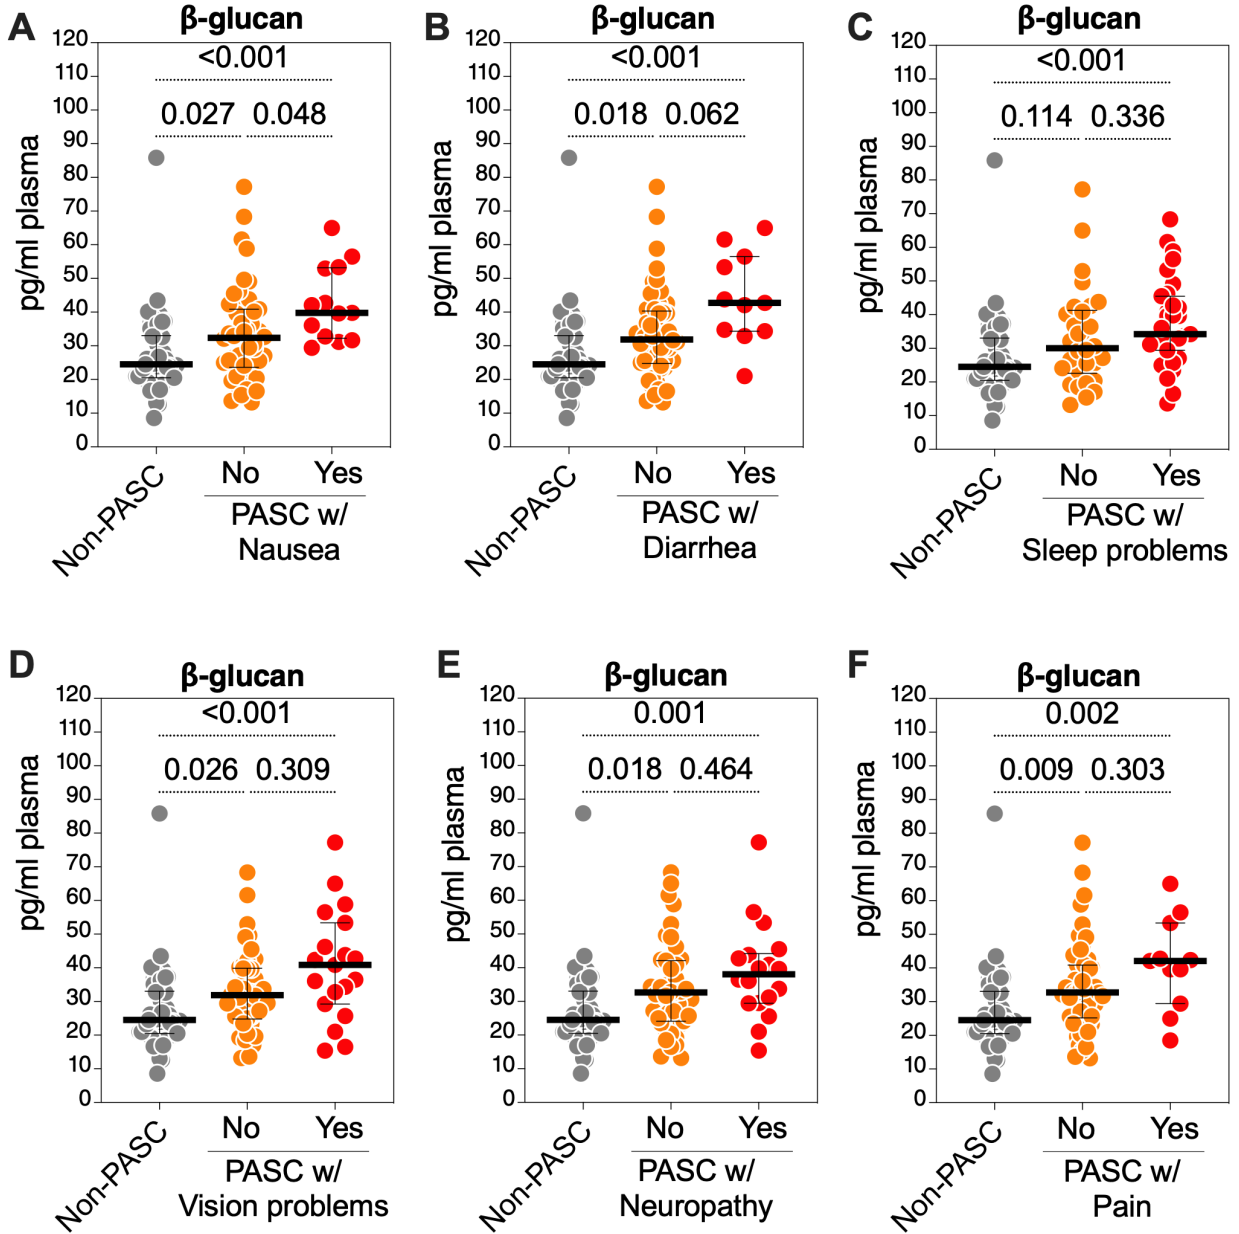 A
β-glucan
pg/ml plasma
120
110
100
90
80
70
60
50
40
30
20
10
0
<0.001
0.027 0.048
Non-PASC
No Yes
PASC w/
Nausea
B
β-glucan
pg/ml plasma
120
110
100
90
80
70
60
50
40
30
20
10
0
<0.001
0.018 0.062
Non-PASC
No Yes
PASC w/
Diarrhea
C
β-glucan
pg/ml plasma
120
110
100
90
80
70
60
50
40
30
20
10
0
<0.001
0.114 0.336
Non-PASC
No Yes
PASC w/
Sleep problems
D
β-glucan
pg/ml plasma
120
110
100
90
80
70
60
50
40
30
20
10
0
<0.001
0.026 0.309
Non-PASC
No Yes
PASC w/
Vision problems
E
β-glucan
pg/ml plasma
120
110
100
90
80
70
60
50
40
30
20
10
0
0.001
0.018 0.464
Non-PASC
No Yes
PASC w/
Neuropathy
F
β-glucan
pg/ml plasma
120
110
100
90
80
70
60
50
40
30
20
10
0
0.002
0.009 0.303
Non-PASC
No Yes
PASC w/
Pain